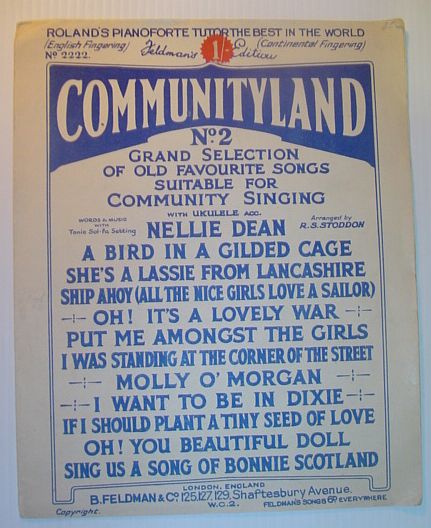 ROLAND'S PIANOFORTE TUTOR THE BEST IN THE WORLD
(English Fingering) (Continental Fingering)
Nº 2222. Feldman's 1/- Edition
COMMUNITYLAND
Nº 2
GRAND SELECTION
OF OLD FAVOURITE SONGS
SUITABLE FOR
COMMUNITY SINGING
WITH UKULELE ACC.
WORDS & MUSIC WITH Tonic Sol-Fa Setting
NELLIE DEAN
Arranged by R.S. STODDON
A BIRD IN A GILDED CAGE
SHE'S A LASSIE FROM LANCASHIRE
SHIP AHOY (ALL THE NICE GIRLS LOVE A SAILOR)
OH! IT'S A LOVELY WAR
PUT ME AMONGST THE GIRLS
I WAS STANDING AT THE CORNER OF THE STREET
MOLLY O'MORGAN
I WANT TO BE IN DIXIE
IF I SHOULD PLANT A TINY SEED OF LOVE
OH! YOU BEAUTIFUL DOLL
SING US A SONG OF BONNIE SCOTLAND
LONDON, ENGLAND
B. FELDMAN & Cº 125, 127, 129, Shaftesbury Avenue.
Copyright. W.C.2. FELDMAN'S SONGS GO EVERYWHERE